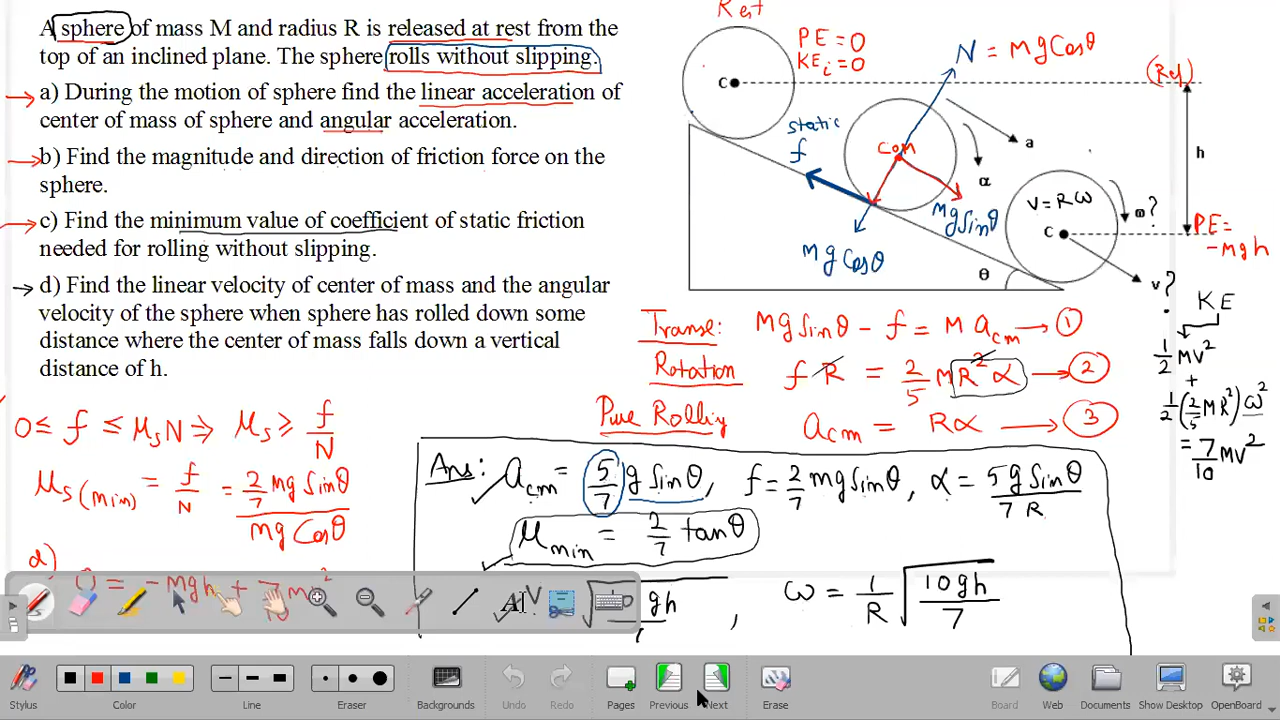 A sphere of mass M and radius R is released at rest from the
top of an inclined plane. The sphere rolls without slipping.
a) During the motion of sphere find the linear acceleration of
center of mass of sphere and angular acceleration.
b) Find the magnitude and direction of friction force on the
sphere.
c) Find the minimum value of coefficient of static friction
needed for rolling without slipping.
d) Find the linear velocity of center of mass and the angular
velocity of the sphere when sphere has rolled down some
distance where the center of mass falls down a vertical
distance of h.
0 ≤ f ≤ μs N ⇒ μs ≥ f/N
μs(min) = f/N = 2/7 mg Sinθ / mg Cosθ
d) 0 = -mgh + 7/10 mv²
Rest
PE = 0
KEi = 0
N = Mg Cosθ
(Ref)
C
static
f
COM
a
α
h
Mg Sinθ
Mg Cosθ
V = Rω
C
ω?
PE =
-Mgh
θ
v?
KE
1/2 MV²
+
1/2 (2/5 MR²) ω²
= 7/10 MV²
Transe: Mg Sinθ - f = M acm → 1
Rotation f R = 2/5 M R² α → 2
Pure Rolling acm = Rα → 3
Ans: acm = 5/7 g Sinθ, f = 2/7 mg Sinθ, α = 5 g Sinθ / 7R
μmin = 2/7 tanθ
V gh , ω = 1/R √(10gh/7)
Stylus
Color
Line
Eraser
Backgrounds
Undo
Redo
Pages
Previous
Next
Erase
Board
Web
Documents
Show Desktop
OpenBoard